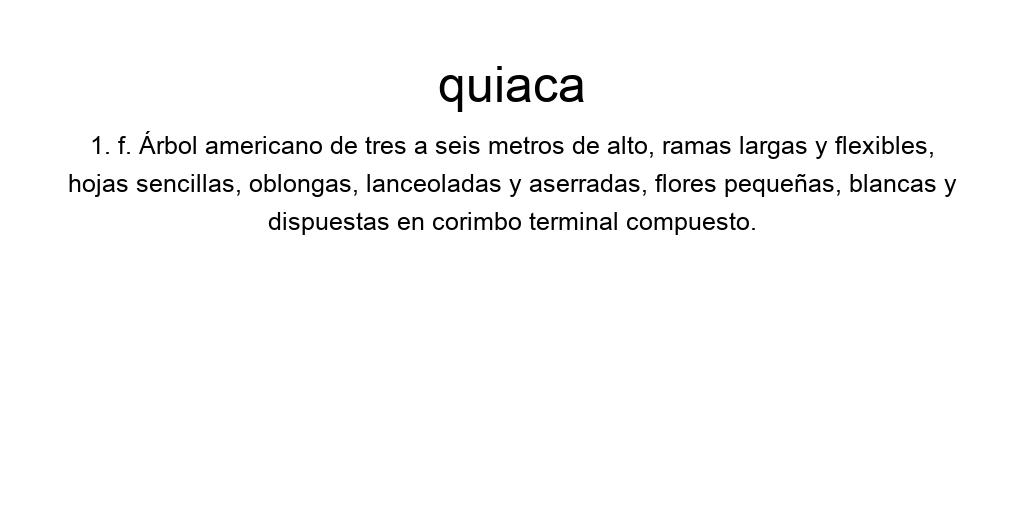 quiaca
1. f. Árbol americano de tres a seis metros de alto, ramas largas y flexibles,
hojas sencillas, oblongas, lanceoladas y aserradas, flores pequeñas, blancas y
dispuestas en corimbo terminal compuesto.